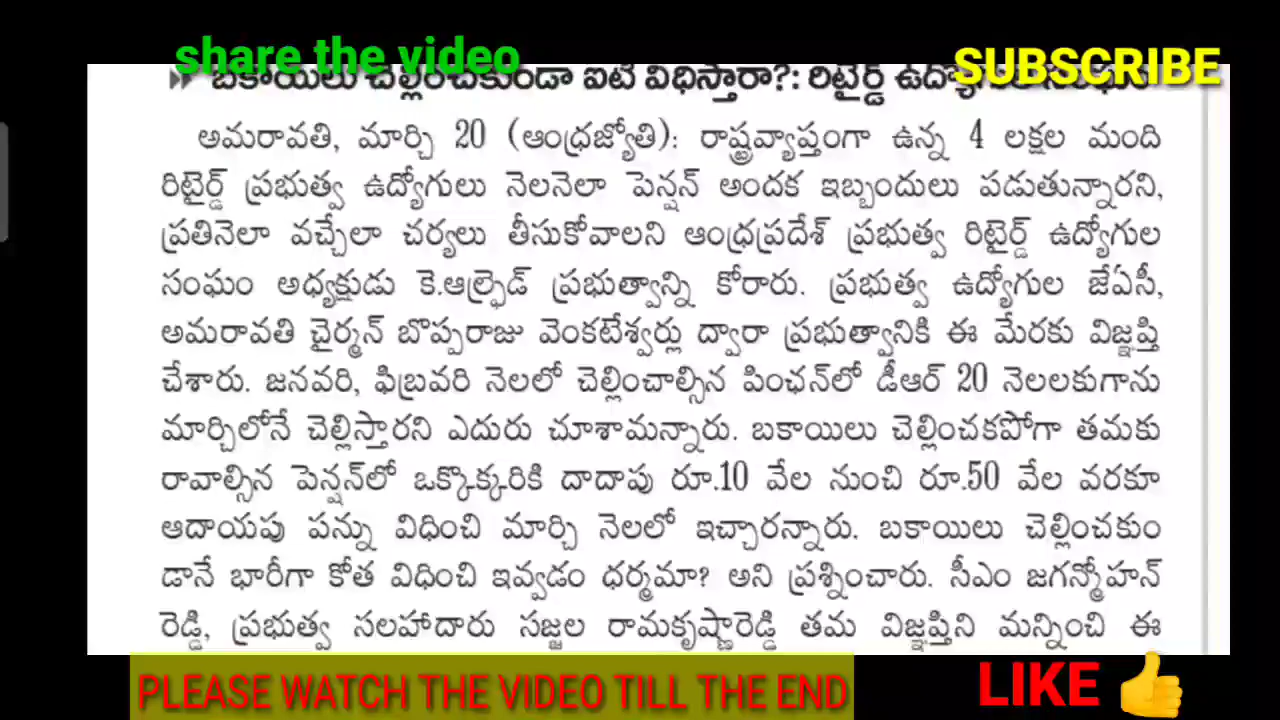 share the video
SUBSCRIBE
బకాయిలు చెల్లించకుండా ఐటీ విధిస్తారా?: రిటైర్డ్ ఉద్యోగుల సంఘం
అమరావతి, మార్చి 20 (ఆంధ్రజ్యోతి): రాష్ట్రవ్యాప్తంగా ఉన్న 4 లక్షల మంది
రిటైర్డ్ ప్రభుత్వ ఉద్యోగులు నెలనెలా పెన్షన్ అందక ఇబ్బందులు పడుతున్నారని,
ప్రతినెలా వచ్చేలా చర్యలు తీసుకోవాలని ఆంధ్రప్రదేశ్ ప్రభుత్వ రిటైర్డ్ ఉద్యోగుల
సంఘం అధ్యక్షుడు కె.ఆల్ఫ్రెడ్ ప్రభుత్వాన్ని కోరారు. ప్రభుత్వ ఉద్యోగుల జేఏసీ,
అమరావతి చైర్మన్ బొప్పరాజు వెంకటేశ్వర్లు ద్వారా ప్రభుత్వానికి ఈ మేరకు విజ్ఞప్తి
చేశారు. జనవరి, ఫిబ్రవరి నెలలో చెల్లించాల్సిన పింఛన్‌లో డీఆర్ 20 నెలలకుగాను
మార్చిలోనే చెల్లిస్తారని ఎదురు చూశామన్నారు. బకాయిలు చెల్లించకపోగా తమకు
రావాల్సిన పెన్షన్‌లో ఒక్కొక్కరికి దాదాపు రూ.10 వేల నుంచి రూ.50 వేల వరకూ
ఆదాయపు పన్ను విధించి మార్చి నెలలో ఇచ్చారన్నారు. బకాయిలు చెల్లించకుం
డానే భారీగా కోత విధించి ఇవ్వడం ధర్మమా? అని ప్రశ్నించారు. సీఎం జగన్మోహన్
రెడ్డి, ప్రభుత్వ సలహాదారు సజ్జల రామకృష్ణారెడ్డి తమ విజ్ఞప్తిని మన్నించి ఈ
PLEASE WATCH THE VIDEO TILL THE END
LIKE